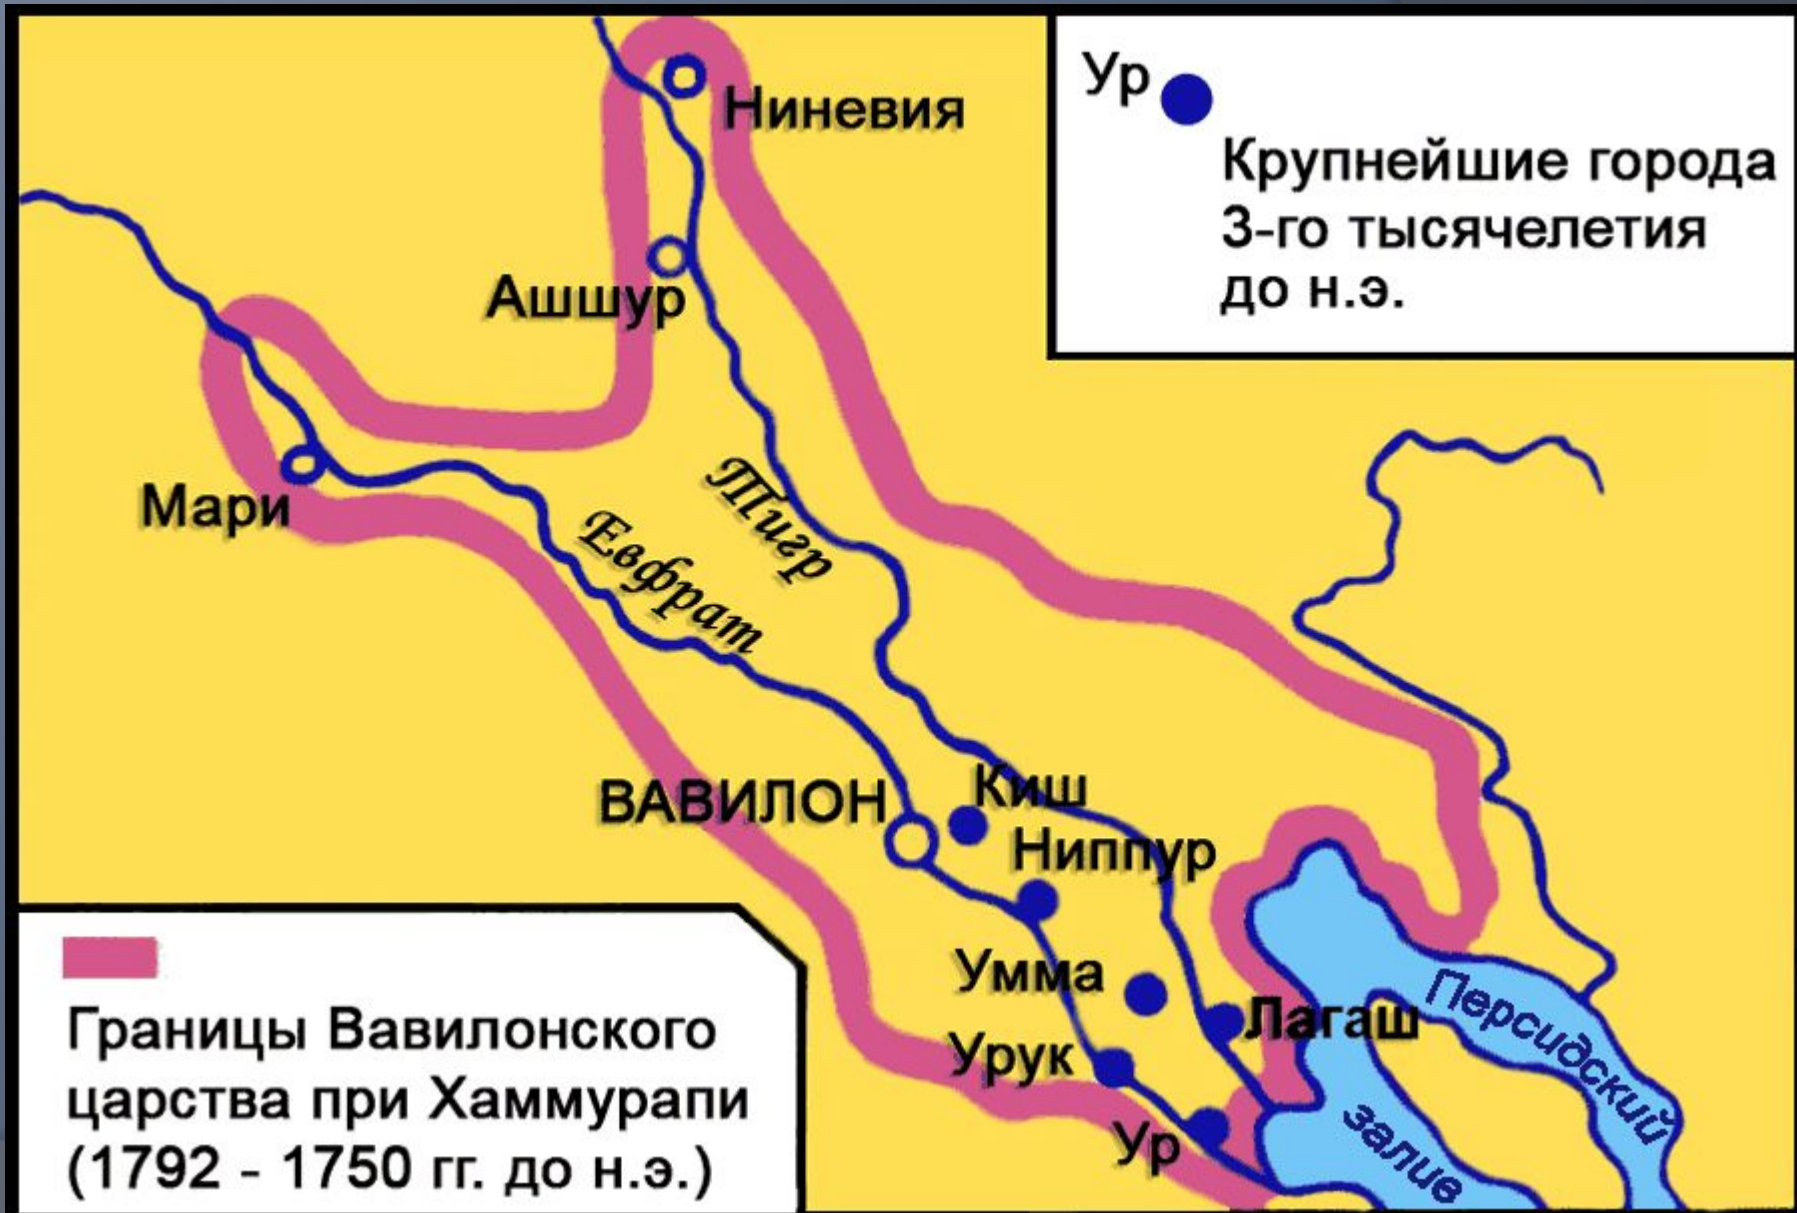 Ур
Крупнейшие города
3-го тысячелетия
до н.э.
Ниневия
Ашшур
Мари
Тигр
Евфрат
ВАВИЛОН
Киш
Ниппур
Умма
Лагаш
Урук
Ур
Персидский
залив
Границы Вавилонского
царства при Хаммурапи
(1792 - 1750 гг. до н.э.)